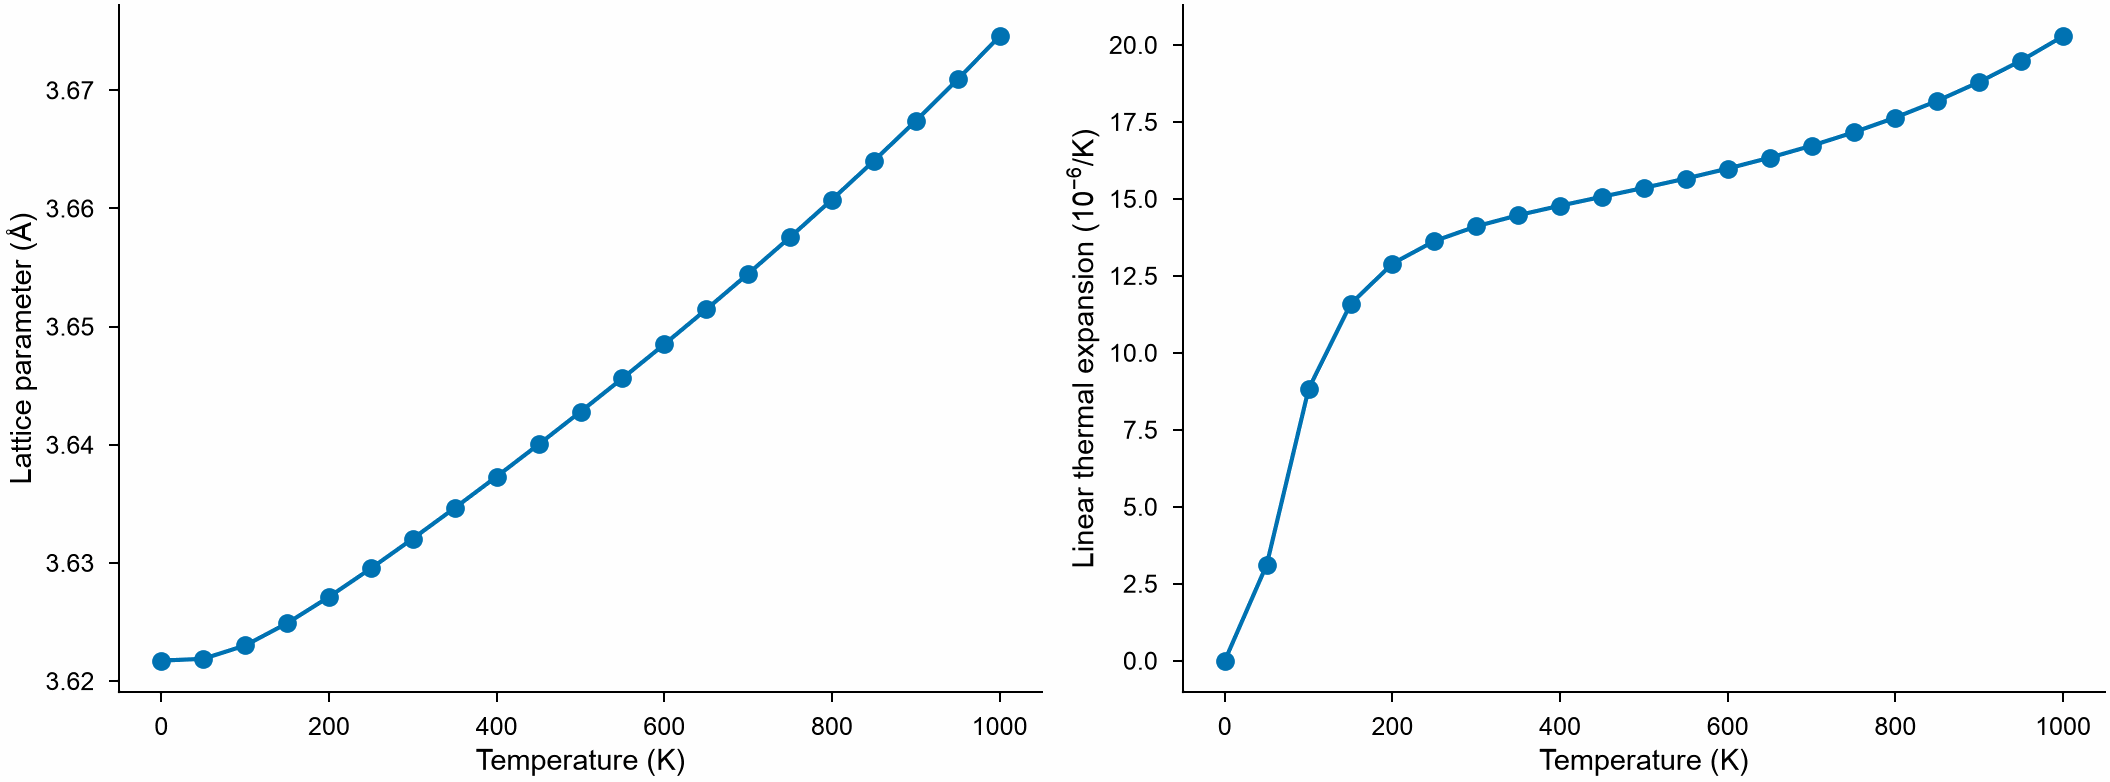 Lattice parameter (Å)
3.67
3.66
3.65
3.64
3.63
3.62
0 200 400 600 800 1000
Temperature (K)
Linear thermal expansion (10⁻⁶/K)
20.0
17.5
15.0
12.5
10.0
7.5
5.0
2.5
0.0
0 200 400 600 800 1000
Temperature (K)